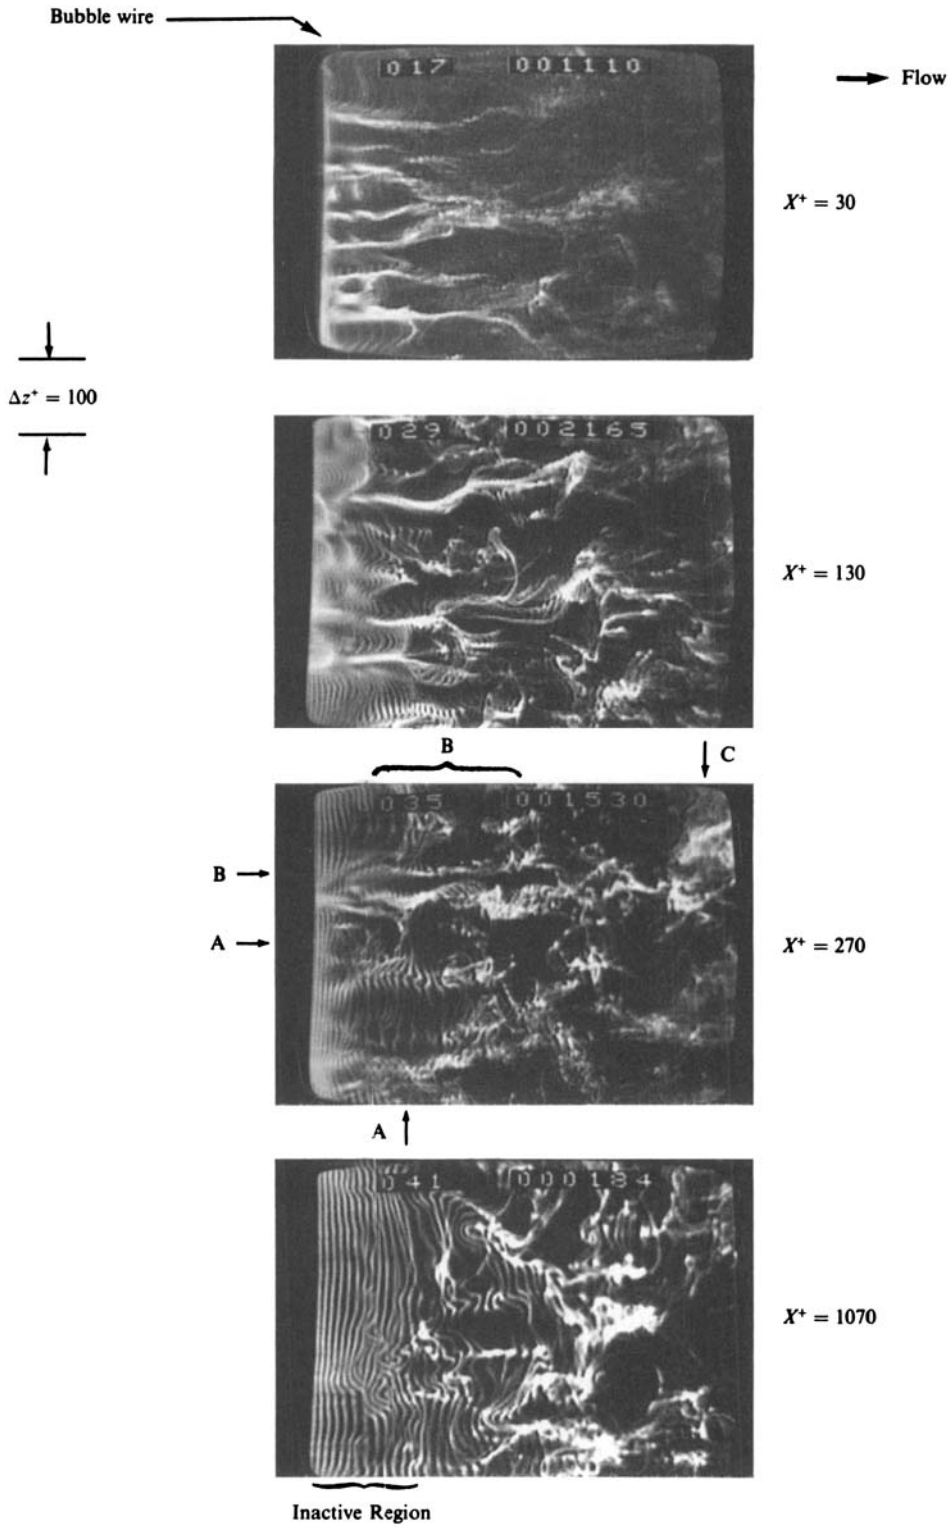 Bubble wire
017 001110
Flow
X⁺ = 30
Δz⁺ = 100
029 002165
X⁺ = 130
B
C
035 001530
B
A
X⁺ = 270
A
041 000184
X⁺ = 1070
Inactive Region